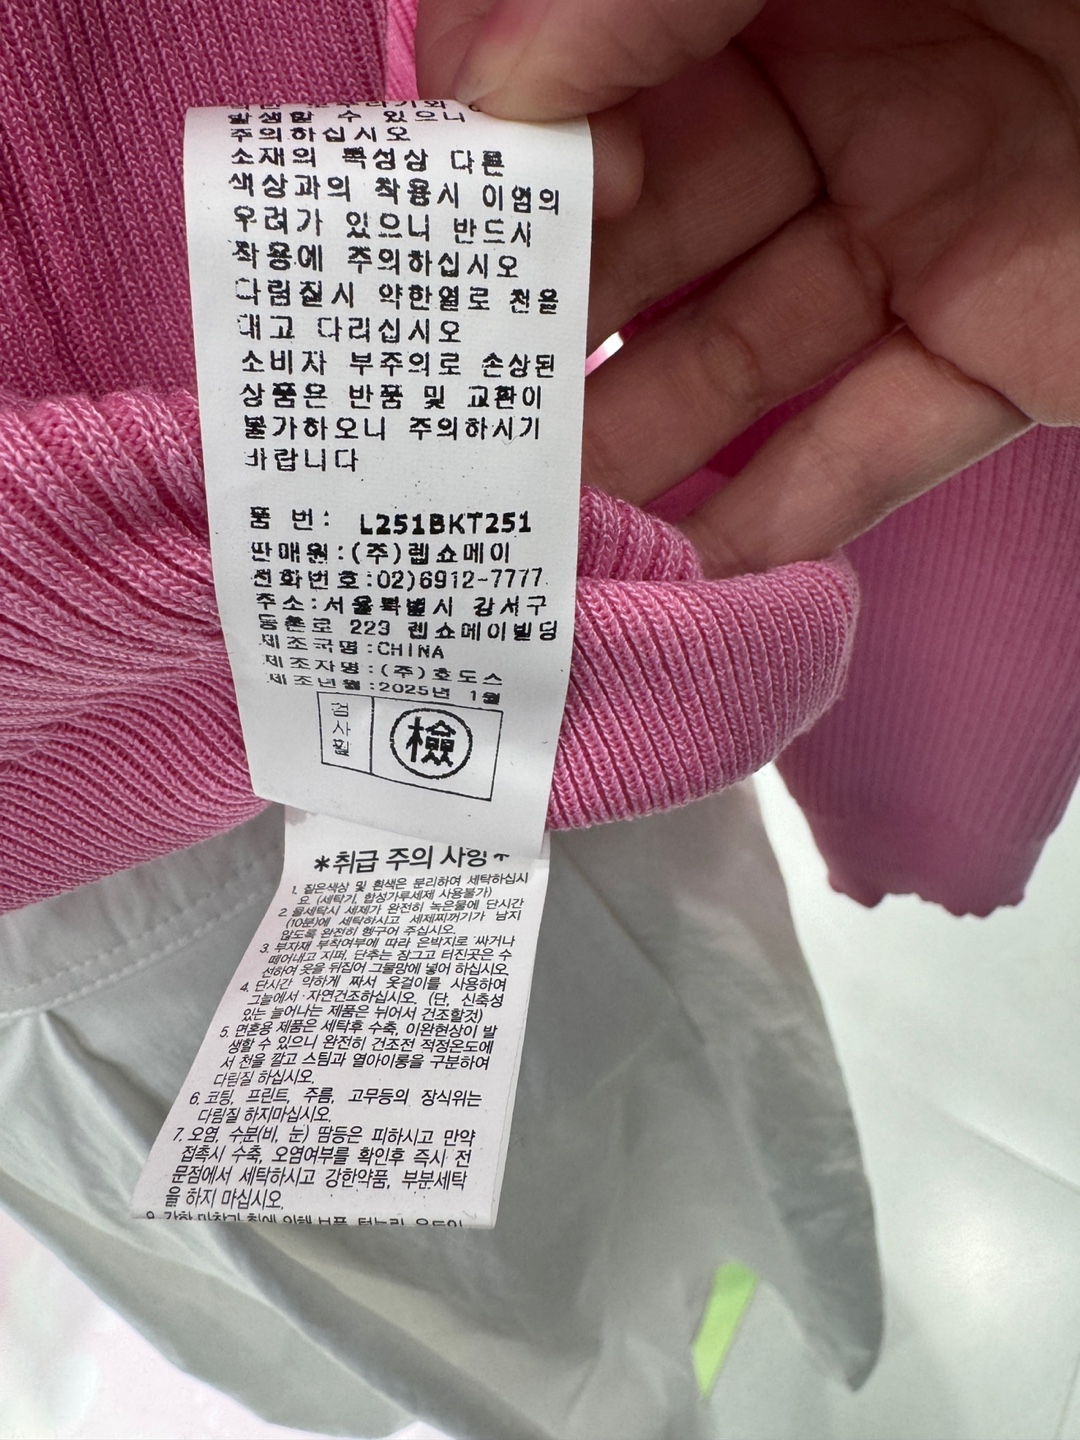 발생할 수 있으니
주의하십시오
소재의 특성상 다른
색상과의 착용시 이염의
우려가 있으니 반드시
착용에 주의하십시오
다림질시 약한열로 천을
대고 다리십시오
소비자 부주의로 손상된
상품은 반품 및 교환이
불가하오니 주의하시기
바랍니다
품 번: L251BKT251
판매원:(주)렙쇼메이
전화번호:02)6912-7777
주소:서울특별시 강서구
등촌로 223 렙쇼메이빌딩
제조국명:CHINA
제조자명:(주)호도스
제조년월:2025년 1월
검사필
檢
*취급 주의 사항*
1. 짙은색상 및 흰색은 분리하여 세탁하십시
요 (세탁기, 합성가루세제 사용불가)
2. 물세탁시 세제가 완전히 녹은물에 단시간
(10분)에 세탁하시고 세제찌꺼기가 남지
않도록 완전히 헹구어 주십시오.
3. 부자재 부착여부에 따라 은박지로 싸거나
떼어내고 지퍼, 단추는 잠그고 터진곳은 수
선하여 옷을 뒤집어 그물망에 넣어 하십시오.
4. 단시간 약하게 짜서 옷걸이를 사용하여
그늘에서 자연건조하십시오. (단, 신축성
있는 늘어나는 제품은 뉘어서 건조할것)
5. 면혼용 제품은 세탁후 수축, 이완현상이 발
생할 수 있으니 완전히 건조전 적정온도에
서 천을 깔고 스팀과 열아이롱을 구분하여
다림질 하십시오.
6. 코팅, 프린트, 주름, 고무등의 장식위는
다림질 하지마십시오.
7. 오염, 수분(비, 눈) 땀등은 피하시고 만약
접촉시 수축, 오염여부를 확인후 즉시 전
문점에서 세탁하시고 강한약품, 부분세탁
을 하지 마십시오.